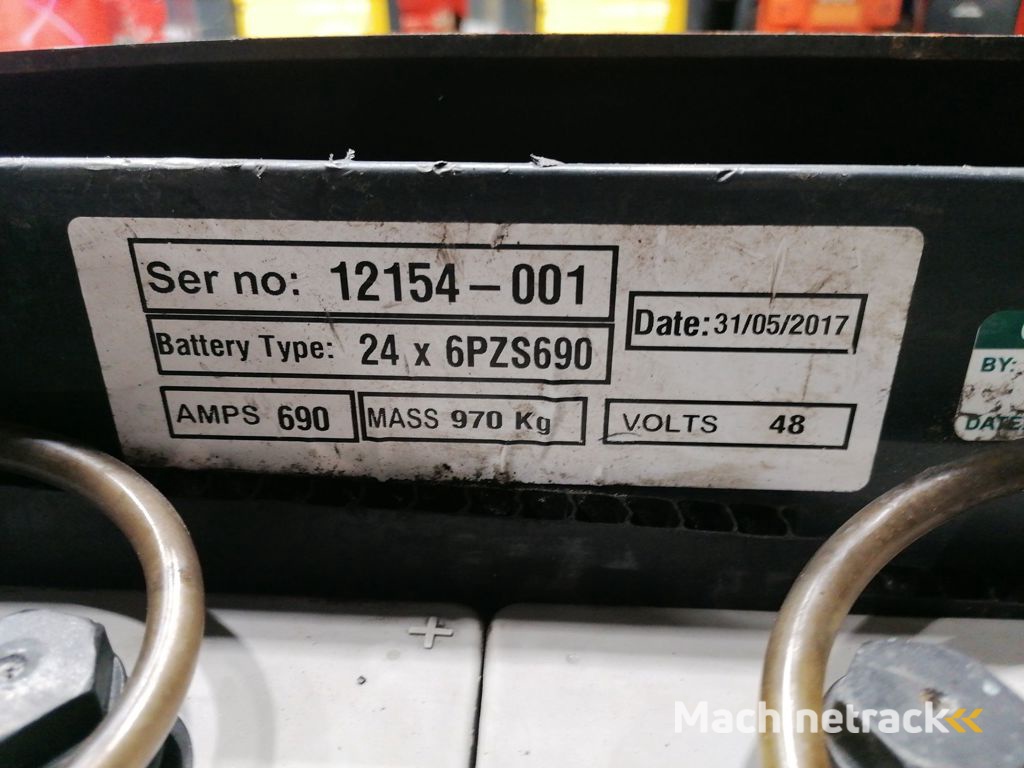 Ser no: 12154-001
Date: 31/05/2017
Battery Type: 24 x 6PZS690
AMPS 690
MASS 970 Kg
VOLTS 48
BY:
DATE
+
Machinetrack